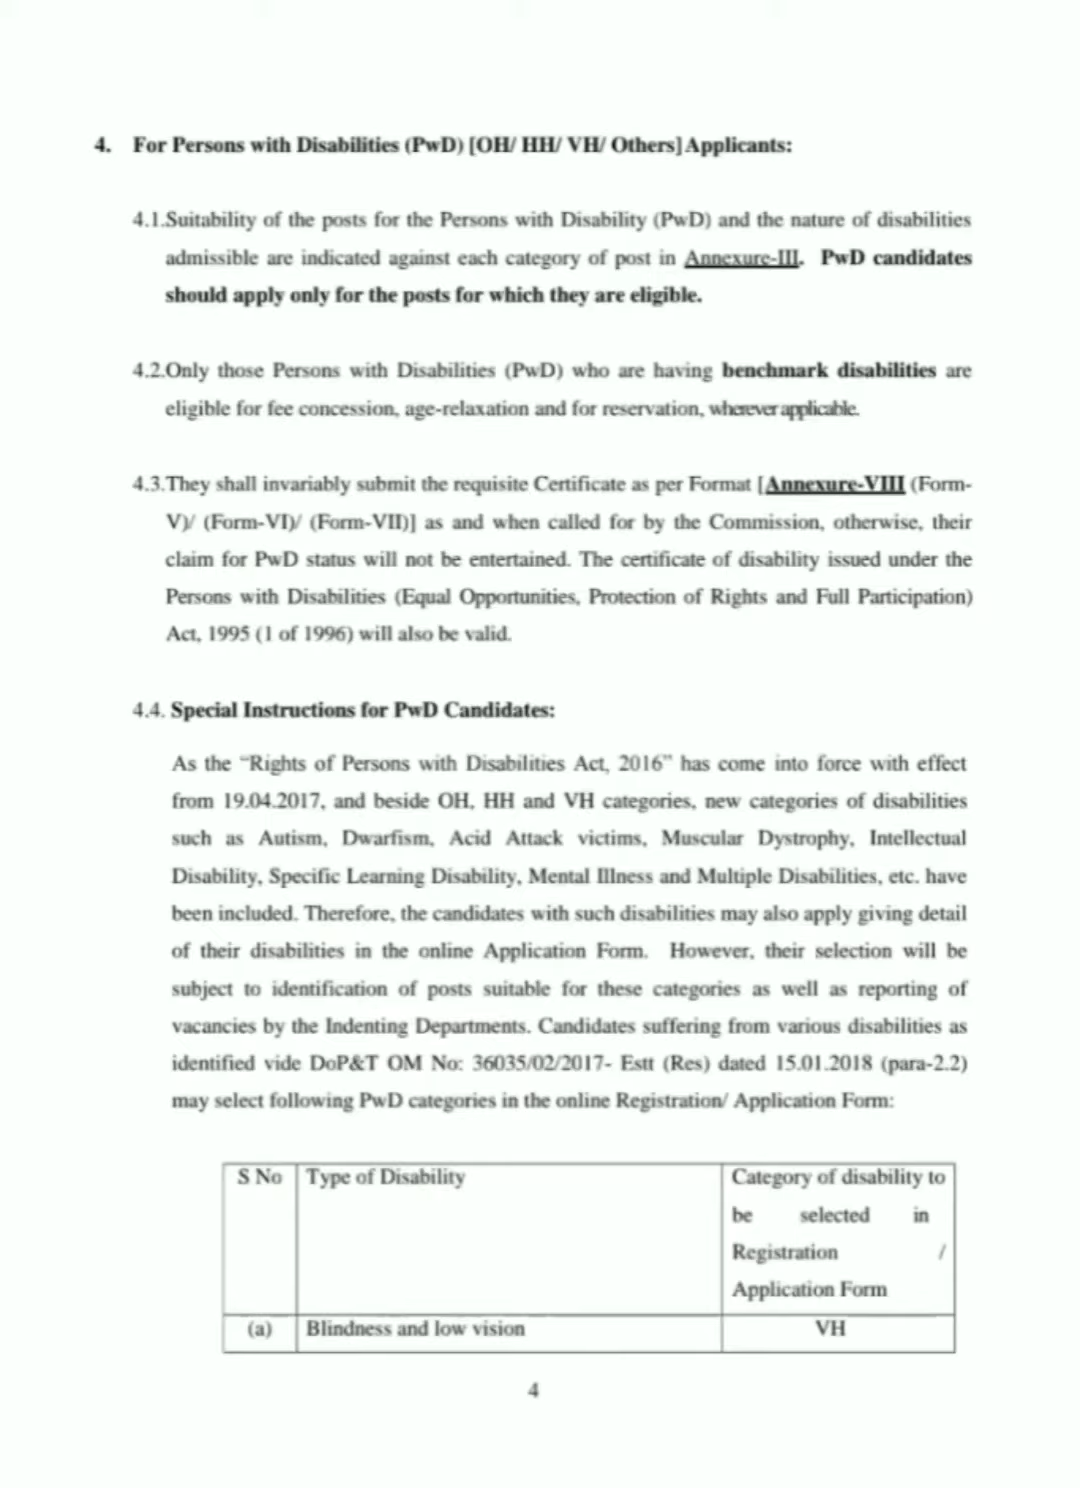 4. For Persons with Disabilities (PwD) [OH/ HH/ VH/ Others] Applicants:
4.1.Suitability of the posts for the Persons with Disability (PwD) and the nature of disabilities
admissible are indicated against each category of post in Annexure-III. PwD candidates
should apply only for the posts for which they are eligible.
4.2.Only those Persons with Disabilities (PwD) who are having benchmark disabilities are
eligible for fee concession, age-relaxation and for reservation, wherever applicable.
4.3.They shall invariably submit the requisite Certificate as per Format [Annexure-VIII (Form-
V)/ (Form-VI)/ (Form-VII)] as and when called for by the Commission, otherwise, their
claim for PwD status will not be entertained. The certificate of disability issued under the
Persons with Disabilities (Equal Opportunities, Protection of Rights and Full Participation)
Act, 1995 (1 of 1996) will also be valid.
4.4. Special Instructions for PwD Candidates:
As the “Rights of Persons with Disabilities Act, 2016” has come into force with effect
from 19.04.2017, and beside OH, HH and VH categories, new categories of disabilities
such as Autism, Dwarfism, Acid Attack victims, Muscular Dystrophy, Intellectual
Disability, Specific Learning Disability, Mental Illness and Multiple Disabilities, etc. have
been included. Therefore, the candidates with such disabilities may also apply giving detail
of their disabilities in the online Application Form. However, their selection will be
subject to identification of posts suitable for these categories as well as reporting of
vacancies by the Indenting Departments. Candidates suffering from various disabilities as
identified vide DoP&T OM No: 36035/02/2017- Estt (Res) dated 15.01.2018 (para-2.2)
may select following PwD categories in the online Registration/ Application Form:
S No Type of Disability Category of disability to
be selected in
Registration /
Application Form
(a) Blindness and low vision VH
4